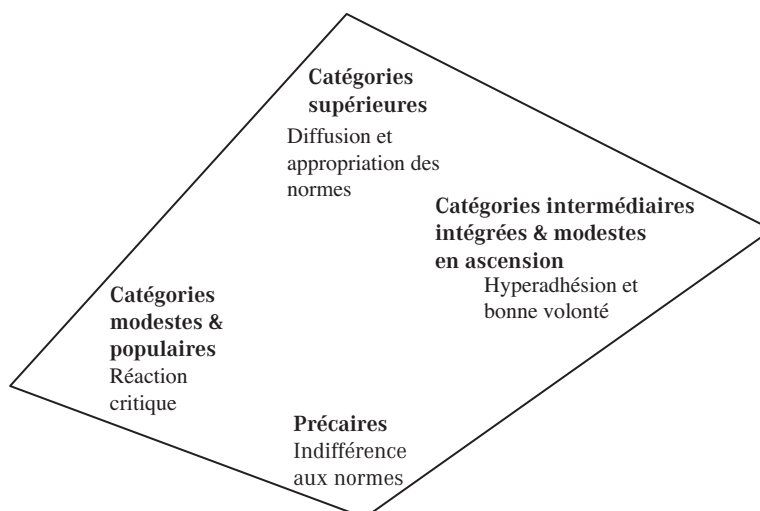 Catégories
supérieures
Diffusion et
appropriation des
normes
Catégories intermédiaires
intégrées & modestes
en ascension
Hyperadhésion et
bonne volonté
Catégories
modestes &
populaires
Réaction
critique
Précaires
Indifférence
aux normes